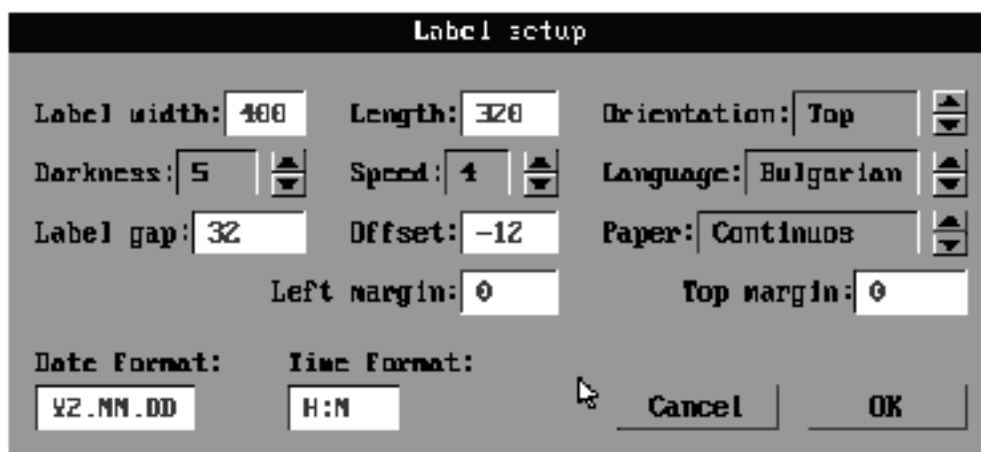 Label setup
Label width: 400 Length: 320 Orientation: Top
Darkness: 5 Speed: 4 Language: Bulgarian
Label gap: 32 Offset: -12 Paper: Continuos
Left margin: 0 Top margin: 0
Date format: Time format:
Y2.MM.DD H:M
Cancel OK